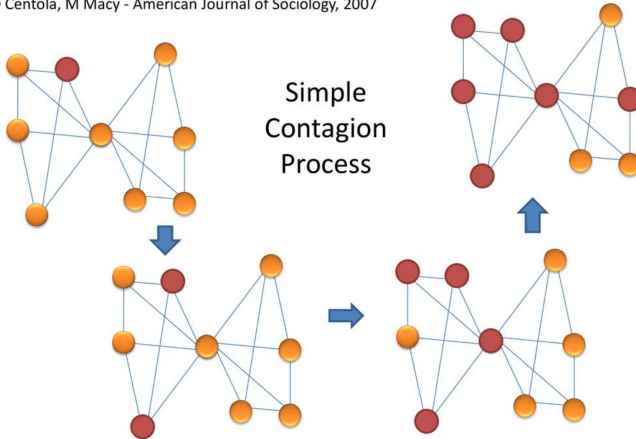 Centola, M Macy - American Journal of Sociology, 2007
Simple
Contagion
Process